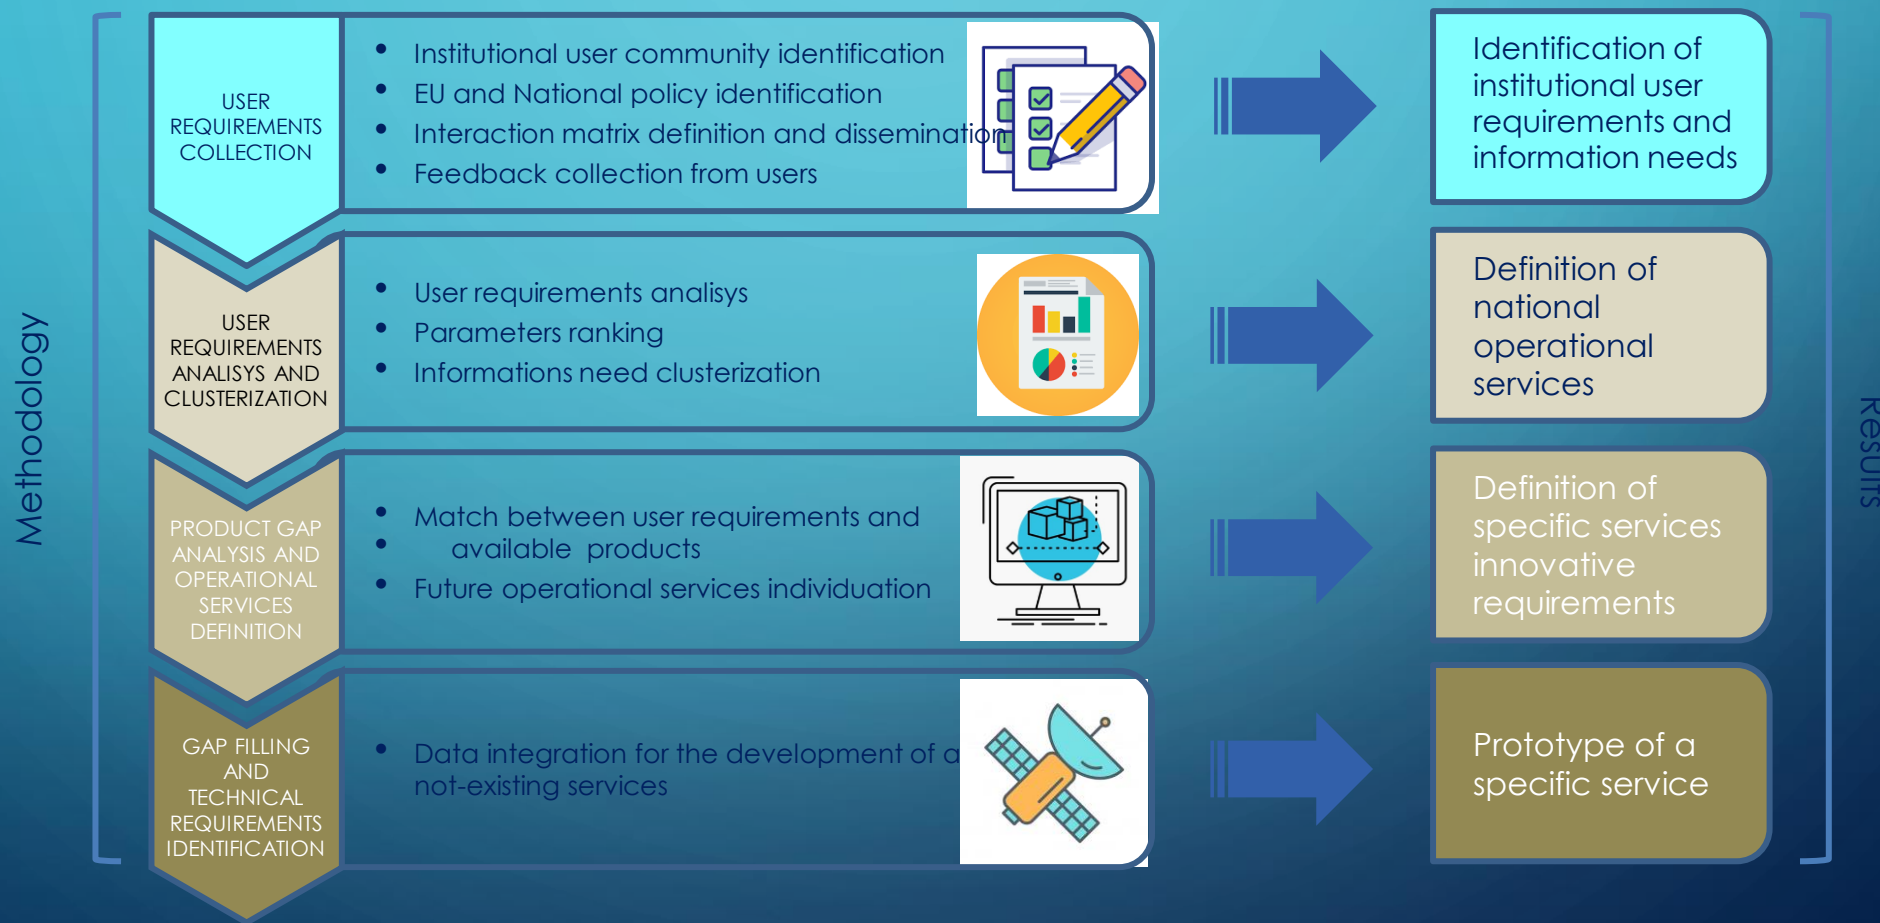 Methodology
USER
REQUIREMENTS
COLLECTION
• Institutional user community identification
• EU and National policy identification
• Interaction matrix definition and dissemination
• Feedback collection from users
Identification of
institutional user
requirements and
information needs
USER
REQUIREMENTS
ANALISYS AND
CLUSTERIZATION
• User requirements analisys
• Parameters ranking
• Informations need clusterization
Definition of
national
operational
services
PRODUCT GAP
ANALYSIS AND
OPERATIONAL
SERVICES
DEFINITION
• Match between user requirements and
• available products
• Future operational services individuation
Definition of
specific services
innovative
requirements
GAP FILLING
AND
TECHNICAL
REQUIREMENTS
IDENTIFICATION
• Data integration for the development of a
not-existing services
Prototype of a
specific service
Results